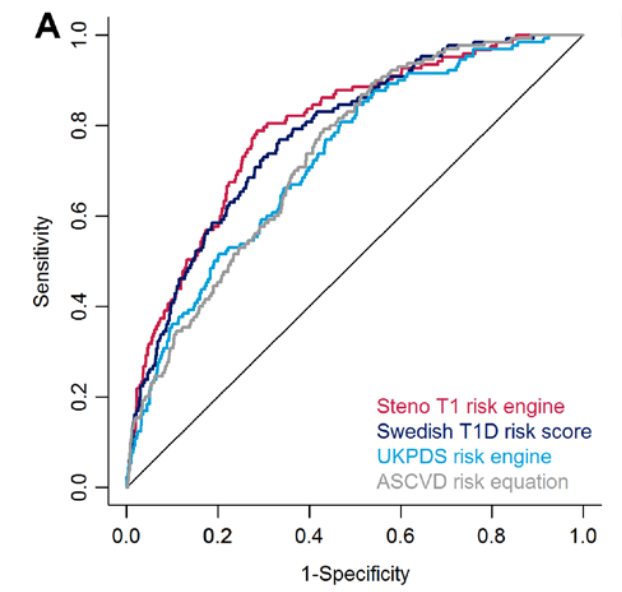 A
1.0
0.8
0.6
0.4
0.2
0.0
Sensitivity
Steno T1 risk engine
Swedish T1D risk score
UKPDS risk engine
ASCVD risk equation
0.0 0.2 0.4 0.6 0.8 1.0
1-Specificity